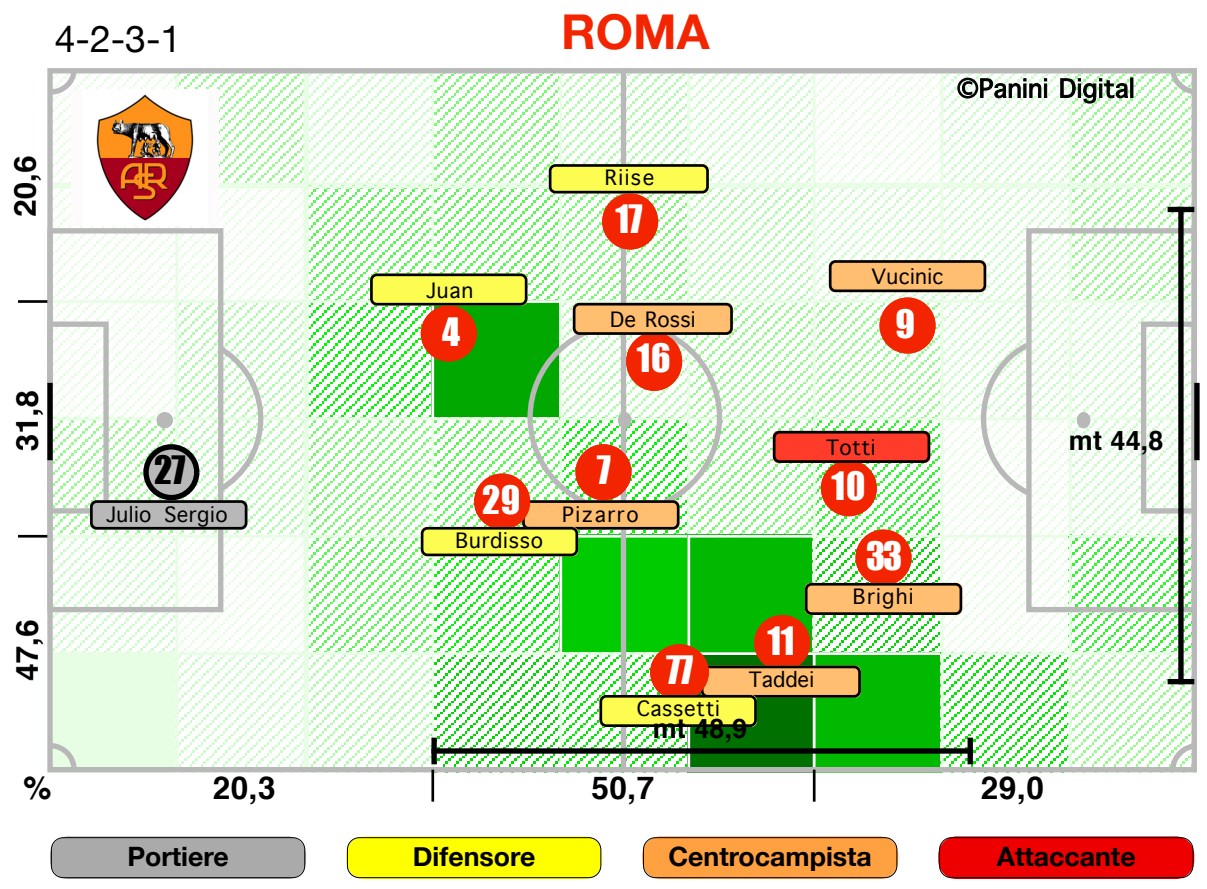 4-2-3-1
ROMA
©Panini Digital
ASR
20,6
Riise
17
Vucinic
9
Juan
4
De Rossi
16
31,8
Totti
10
mt 44,8
7
27
29
Julio Sergio
Pizarro
Burdisso
33
Brighi
47,6
11
77
Taddei
Cassetti
mt 48,9
%
20,3
50,7
29,0
Portiere
Difensore
Centrocampista
Attaccante